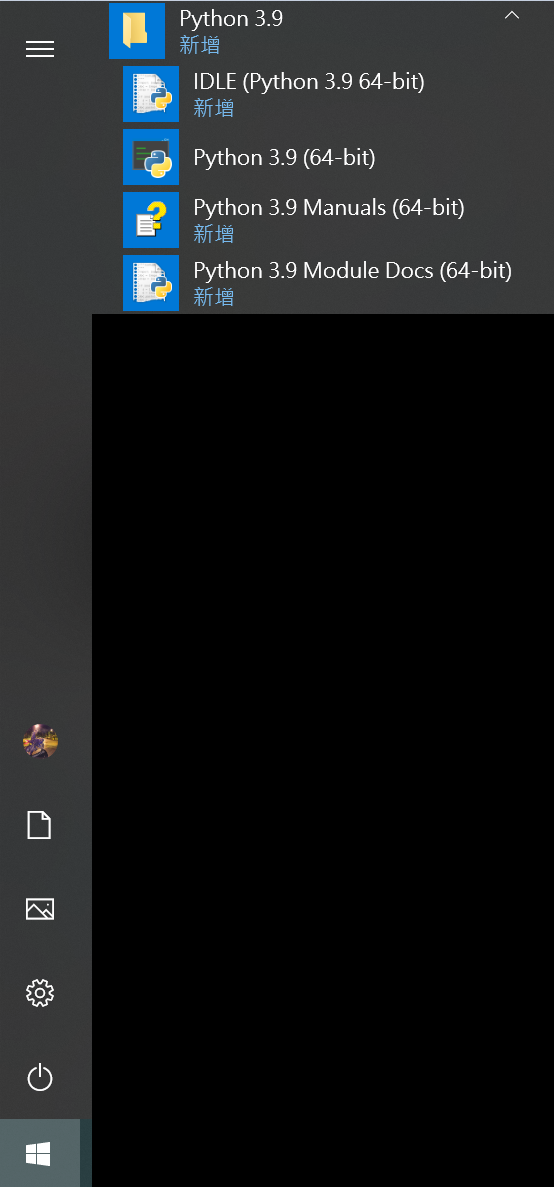 Python 3.9
新增
IDLE (Python 3.9 64-bit)
新增
Python 3.9 (64-bit)
Python 3.9 Manuals (64-bit)
新增
Python 3.9 Module Docs (64-bit)
新增